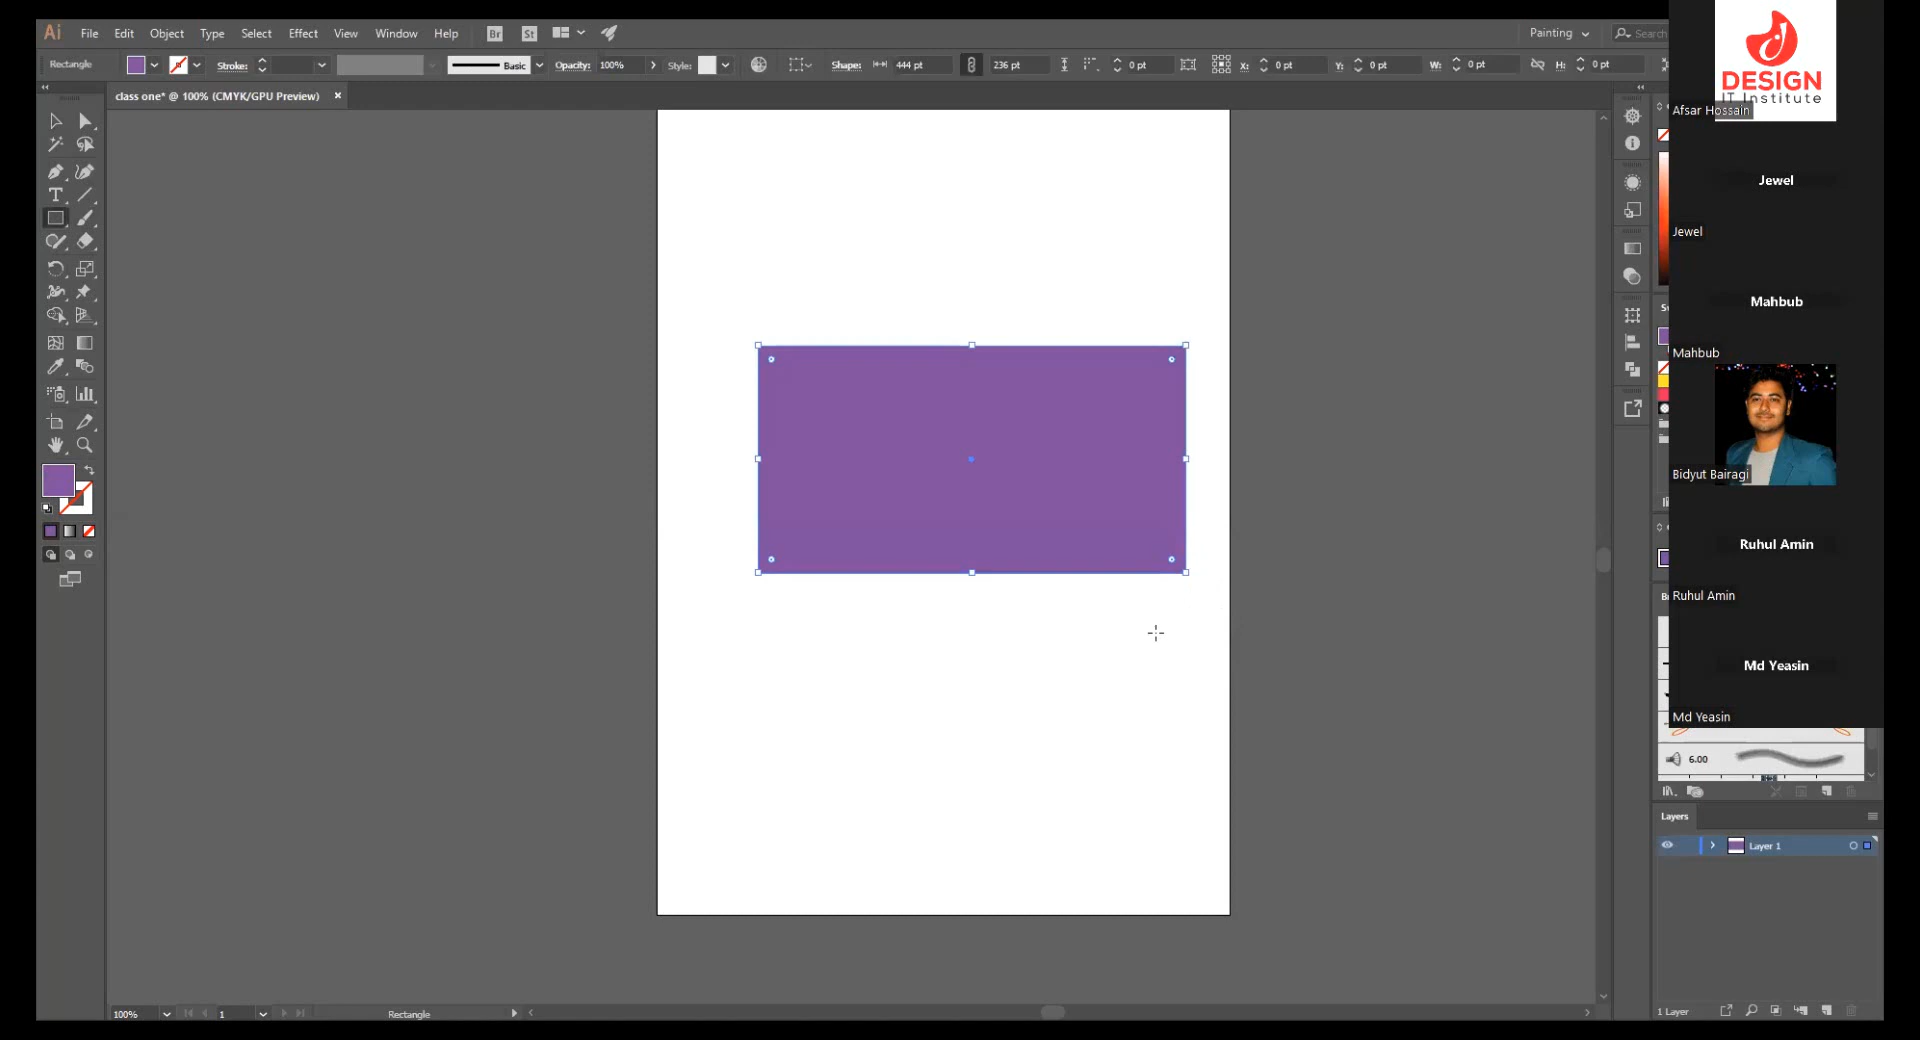 Ai File Edit Object Type Select Effect View Window Help Br St Painting Search
Rectangle Stroke: Basic Opacity: 100% Style: Shape: 444 pt 236 pt 0 pt X: 0 pt Y: 0 pt W: 0 pt H: 0 pt
class one* @ 100% (CMYK/GPU Preview)
DESIGN
IT Institute
Afsar Hossain
Jewel
Jewel
Mahbub
Mahbub
Bidyut Bairagi
Ruhul Amin
Ruhul Amin
Md Yeasin
Md Yeasin
6.00
Layers
Layer 1
1 Layer
100% 1 Rectangle